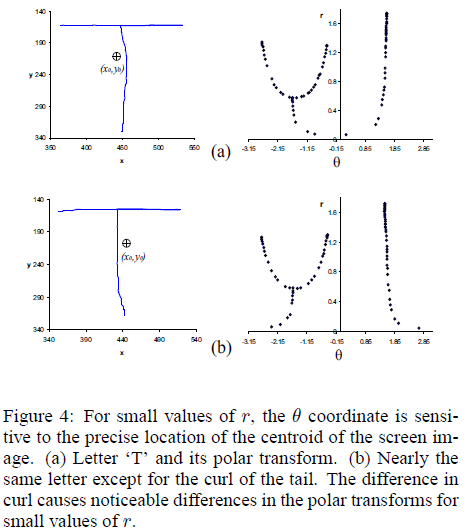 140
190
(x₀,y₀)
y 240
290
340
350 400 450 500 550
x
r
1.6
1.2
0.8
0.4
0
-3.15 -2.15 -1.15 -0.15 0.85 1.85 2.85
θ
(a)
140
190
(x₀,y₀)
y 240
290
340
340 390 440 490 540
x
r
1.6
1.2
0.8
0.4
0
-3.15 -2.15 -1.15 -0.15 0.85 1.85 2.85
θ
(b)
Figure 4: For small values of r, the θ coordinate is sensi-
tive to the precise location of the centroid of the screen im-
age. (a) Letter ‘T’ and its polar transform. (b) Nearly the
same letter except for the curl of the tail. The difference in
curl causes noticeable differences in the polar transforms for
small values of r.